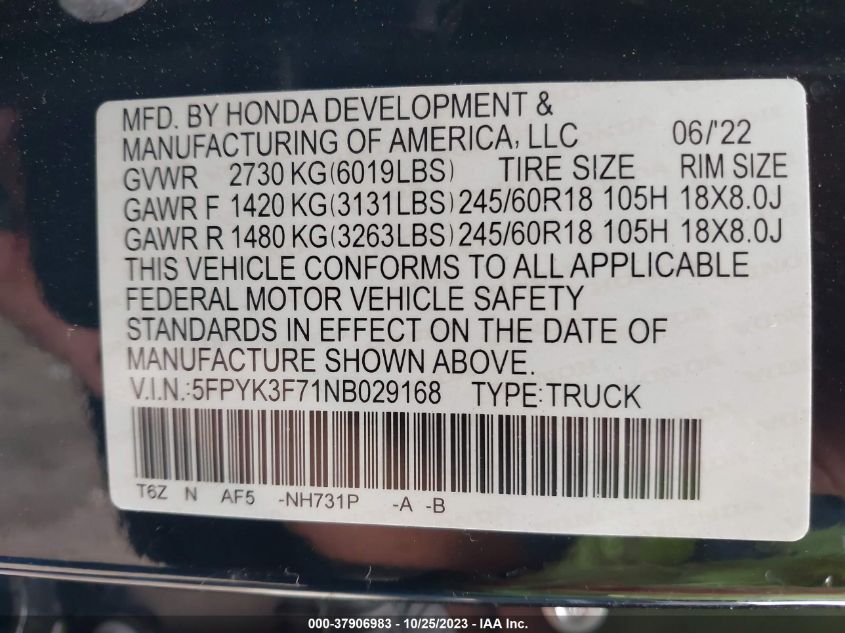 MFD. BY HONDA DEVELOPMENT &
MANUFACTURING OF AMERICA, LLC 06/'22
GVWR 2730 KG(6019LBS) TIRE SIZE RIM SIZE
GAWR F 1420 KG(3131LBS) 245/60R18 105H 18X8.0J
GAWR R 1480 KG(3263LBS) 245/60R18 105H 18X8.0J
THIS VEHICLE CONFORMS TO ALL APPLICABLE
FEDERAL MOTOR VEHICLE SAFETY
STANDARDS IN EFFECT ON THE DATE OF
MANUFACTURE SHOWN ABOVE.
V.I.N.:5FPYK3F71NB029168 TYPE:TRUCK
T6Z N AF5 -NH731P -A -B
000-37906983 - 10/25/2023 - IAA Inc.